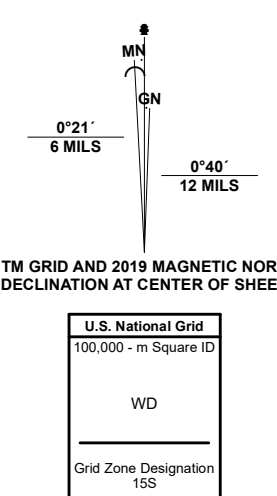 MN
GN
0°21´
6 MILS
0°40´
12 MILS
TM GRID AND 2019 MAGNETIC NOR
DECLINATION AT CENTER OF SHEE
U.S. National Grid
100,000 - m Square ID
WD
Grid Zone Designation
15S